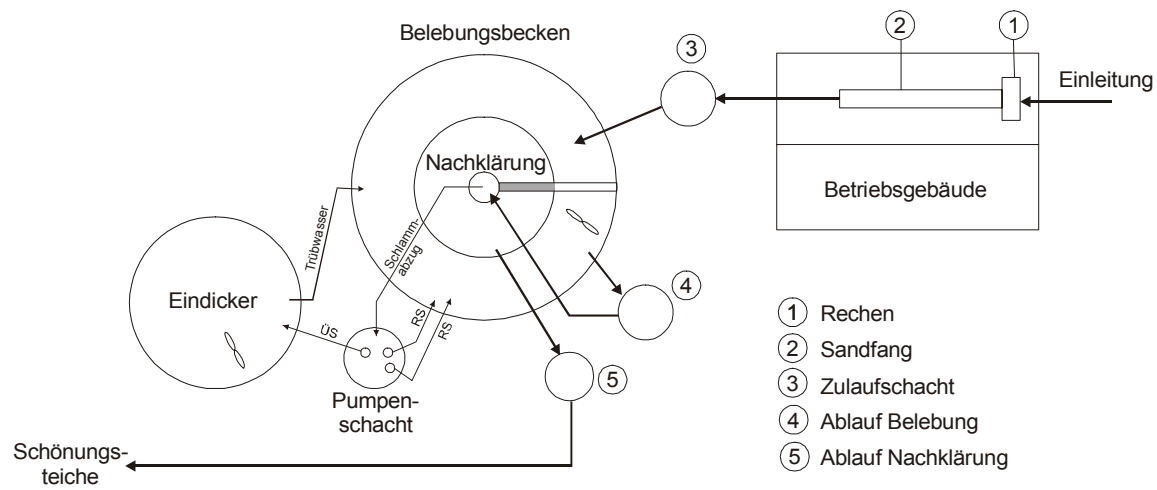 Belebungsbecken
3
2
1
Einleitung
Nachklärung
Betriebsgebäude
Trübwasser
Schlamm-
abzug
Eindicker
ÜS
RS
RS
4
5
Pumpen-
schacht
Schönungs-
teiche
1 Rechen
2 Sandfang
3 Zulaufschacht
4 Ablauf Belebung
5 Ablauf Nachklärung